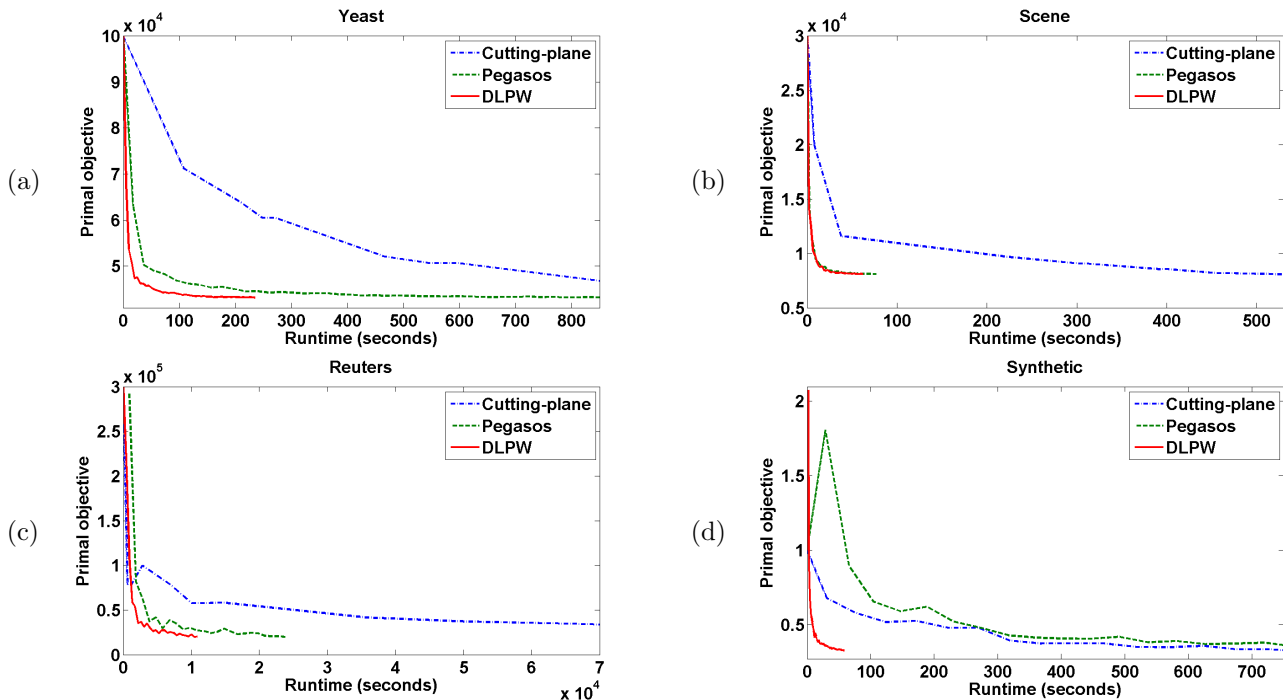 (a)
Yeast
x 10^4
Primal objective
10
9
8
7
6
5
0 100 200 300 400 500 600 700 800
Runtime (seconds)
Cutting-plane
Pegasos
DLPW
(b)
Scene
x 10^4
Primal objective
3
2.5
2
1.5
1
0.5
0 100 200 300 400 500
Runtime (seconds)
Cutting-plane
Pegasos
DLPW
(c)
Reuters
x 10^5
Primal objective
3
2.5
2
1.5
1
0.5
0
0 1 2 3 4 5 6 7
Runtime (seconds)
x 10^4
Cutting-plane
Pegasos
DLPW
(d)
Synthetic
Primal objective
2
1.5
1
0.5
0 100 200 300 400 500 600 700
Runtime (seconds)
Cutting-plane
Pegasos
DLPW